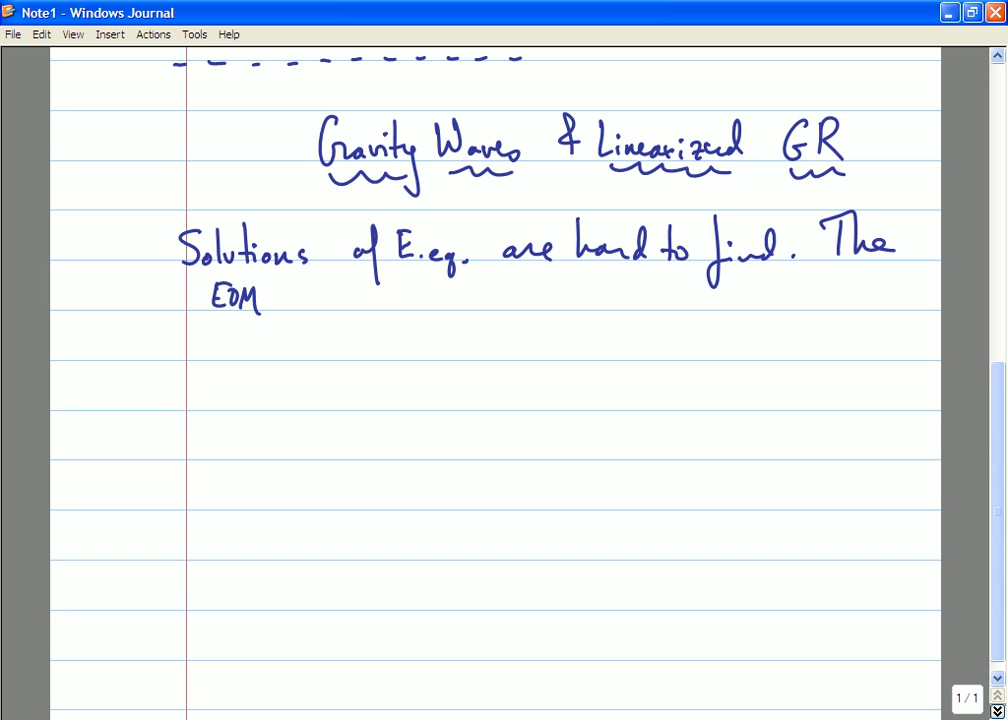 Note1 - Windows Journal
File Edit View Insert Actions Tools Help
Gravity Waves & Linearized GR
Solutions of E.eq. are hard to find. The
EOM
1 / 1